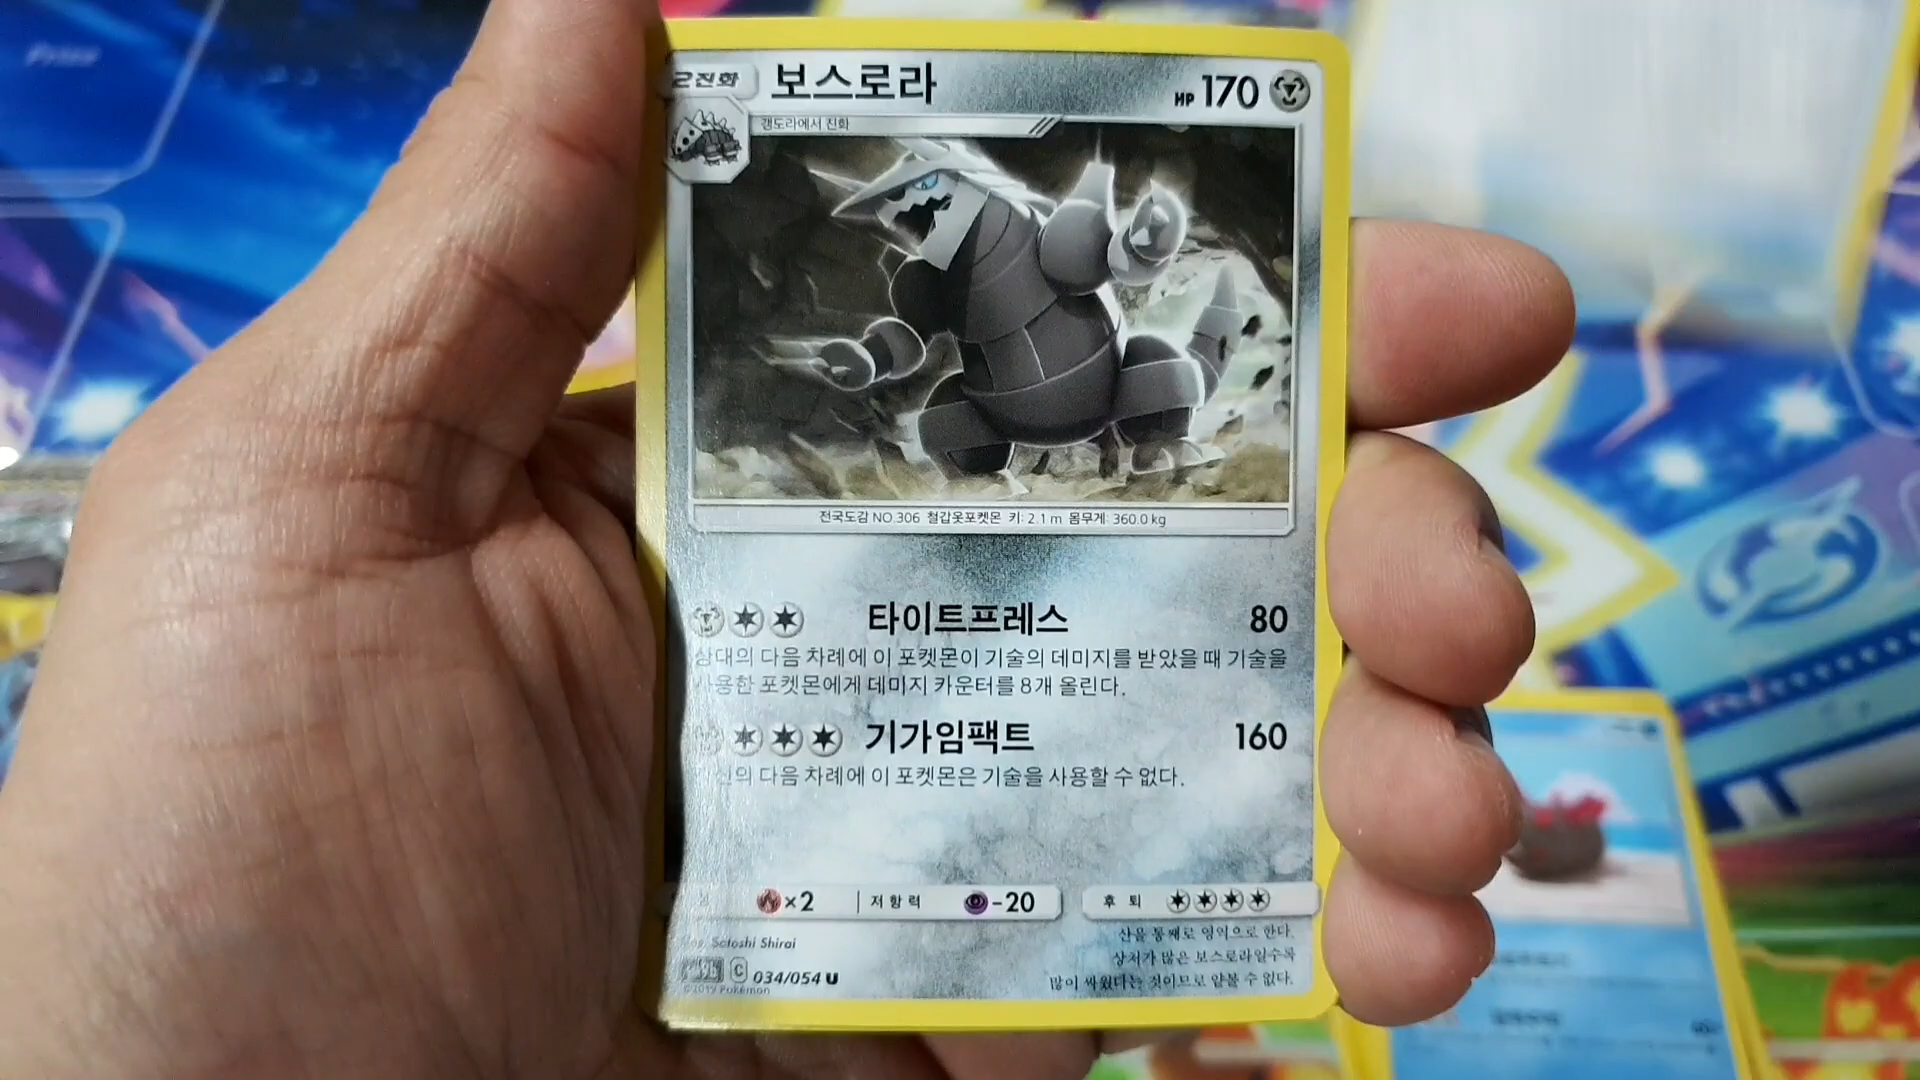 Prize
2진화
보스로라
HP 170
갱도라에서 진화
전국도감 NO.306 철갑옷포켓몬 키: 2.1 m 몸무게: 360.0 kg
타이트프레스 80
상대의 다음 차례에 이 포켓몬이 기술의 데미지를 받았을 때 기술을
사용한 포켓몬에게 데미지 카운터를 8개 올린다.
기가임팩트 160
자신의 다음 차례에 이 포켓몬은 기술을 사용할 수 없다.
×2 저항력 -20 후퇴
산을 통째로 영역으로 한다.
Satoshi Shirai
상처가 많은 보스로라일수록
C 034/054 U
많이 싸웠다는 것이므로 얕볼 수 없다.
©2019 Pokémon